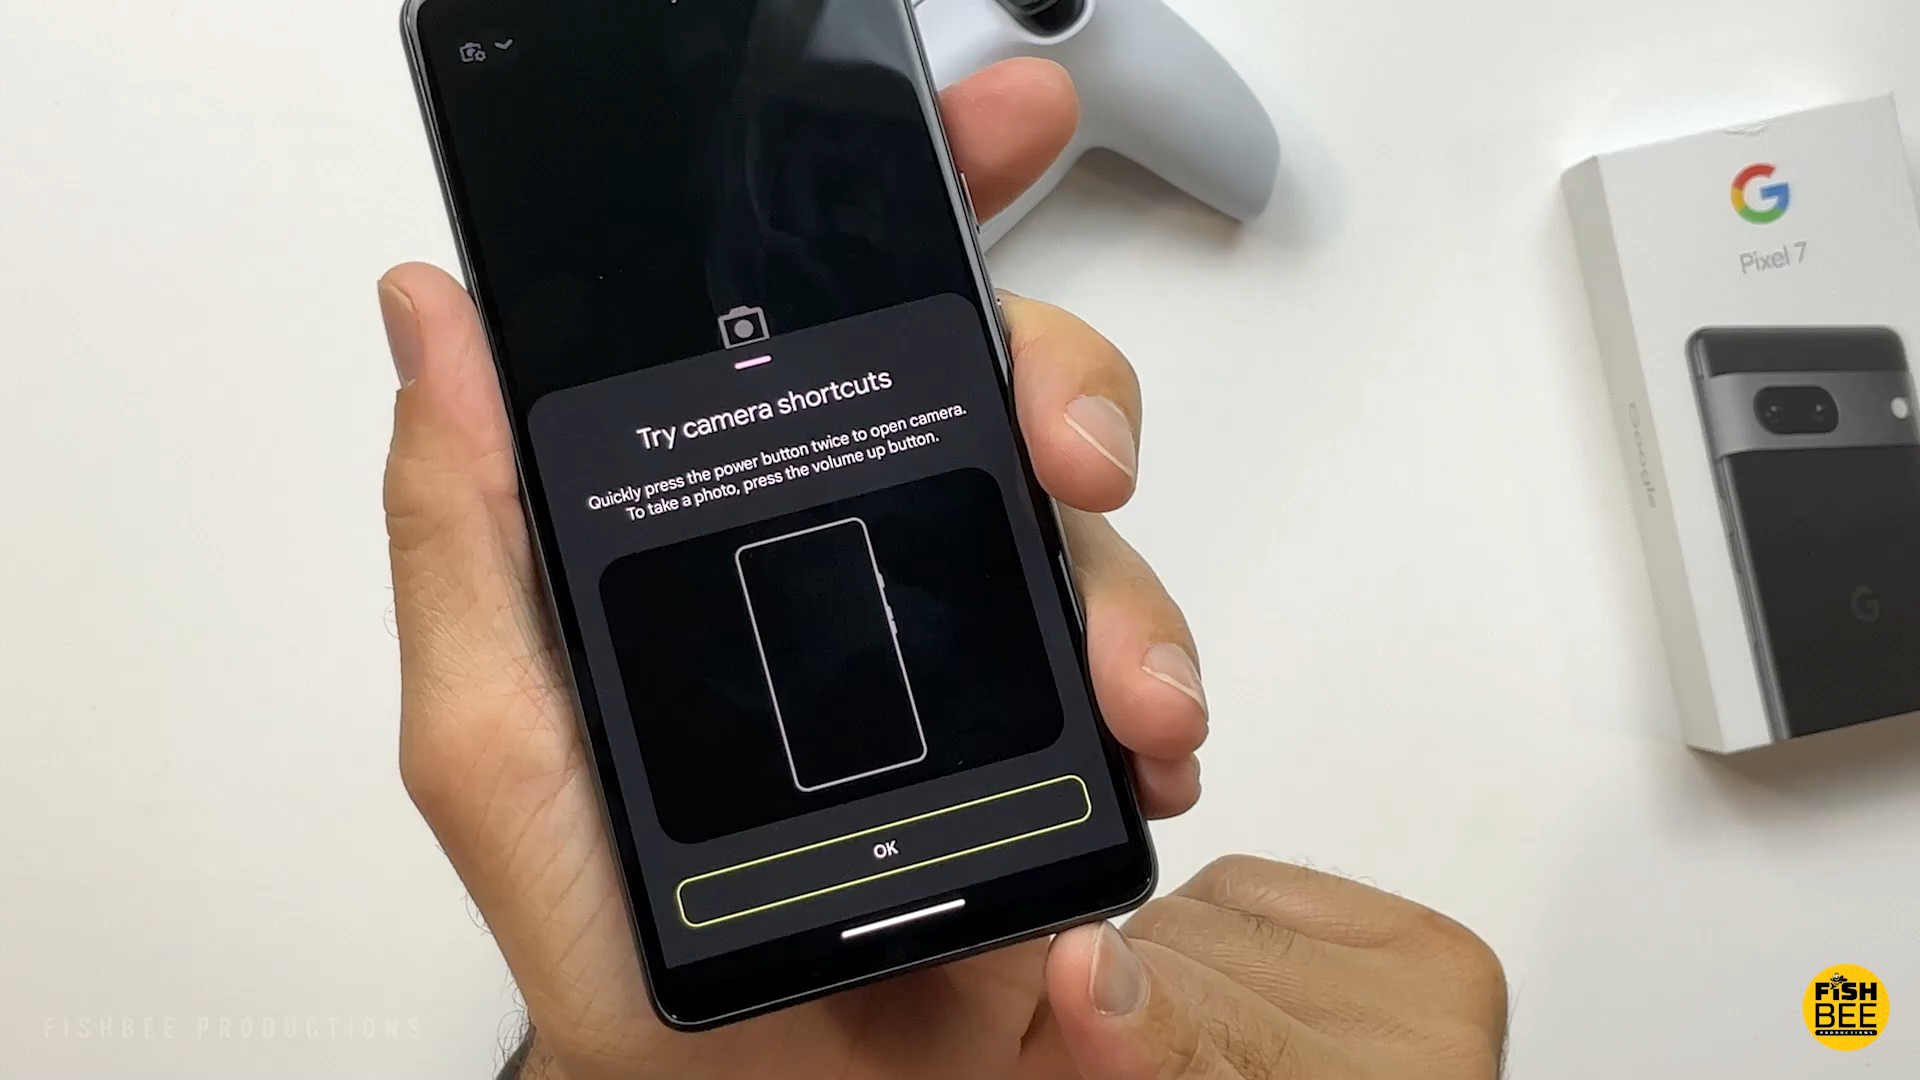 Try camera shortcuts
Quickly press the power button twice to open camera.
To take a photo, press the volume up button.
OK
G
Pixel 7
Google
G
FISHBEE PRODUCTIONS
FISH
BEE
PRODUCTIONS